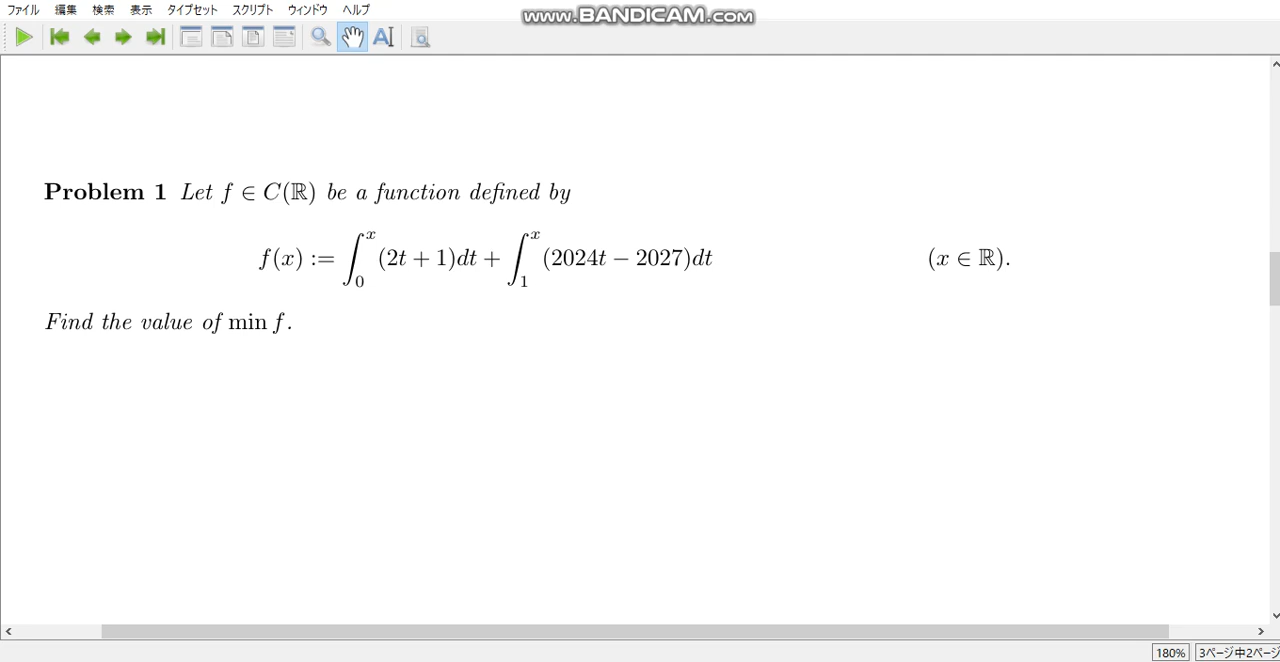 ファイル 編集 検索 表示 タイプセット スクリプト ウィンドウ ヘルプ
www.BANDICAM.com
Problem 1 Let f ∈ C(ℝ) be a function defined by
f(x) := ∫₀ˣ (2t + 1)dt + ∫₁ˣ (2024t − 2027)dt (x ∈ ℝ).
Find the value of min f.
180% 3ページ中2ページ